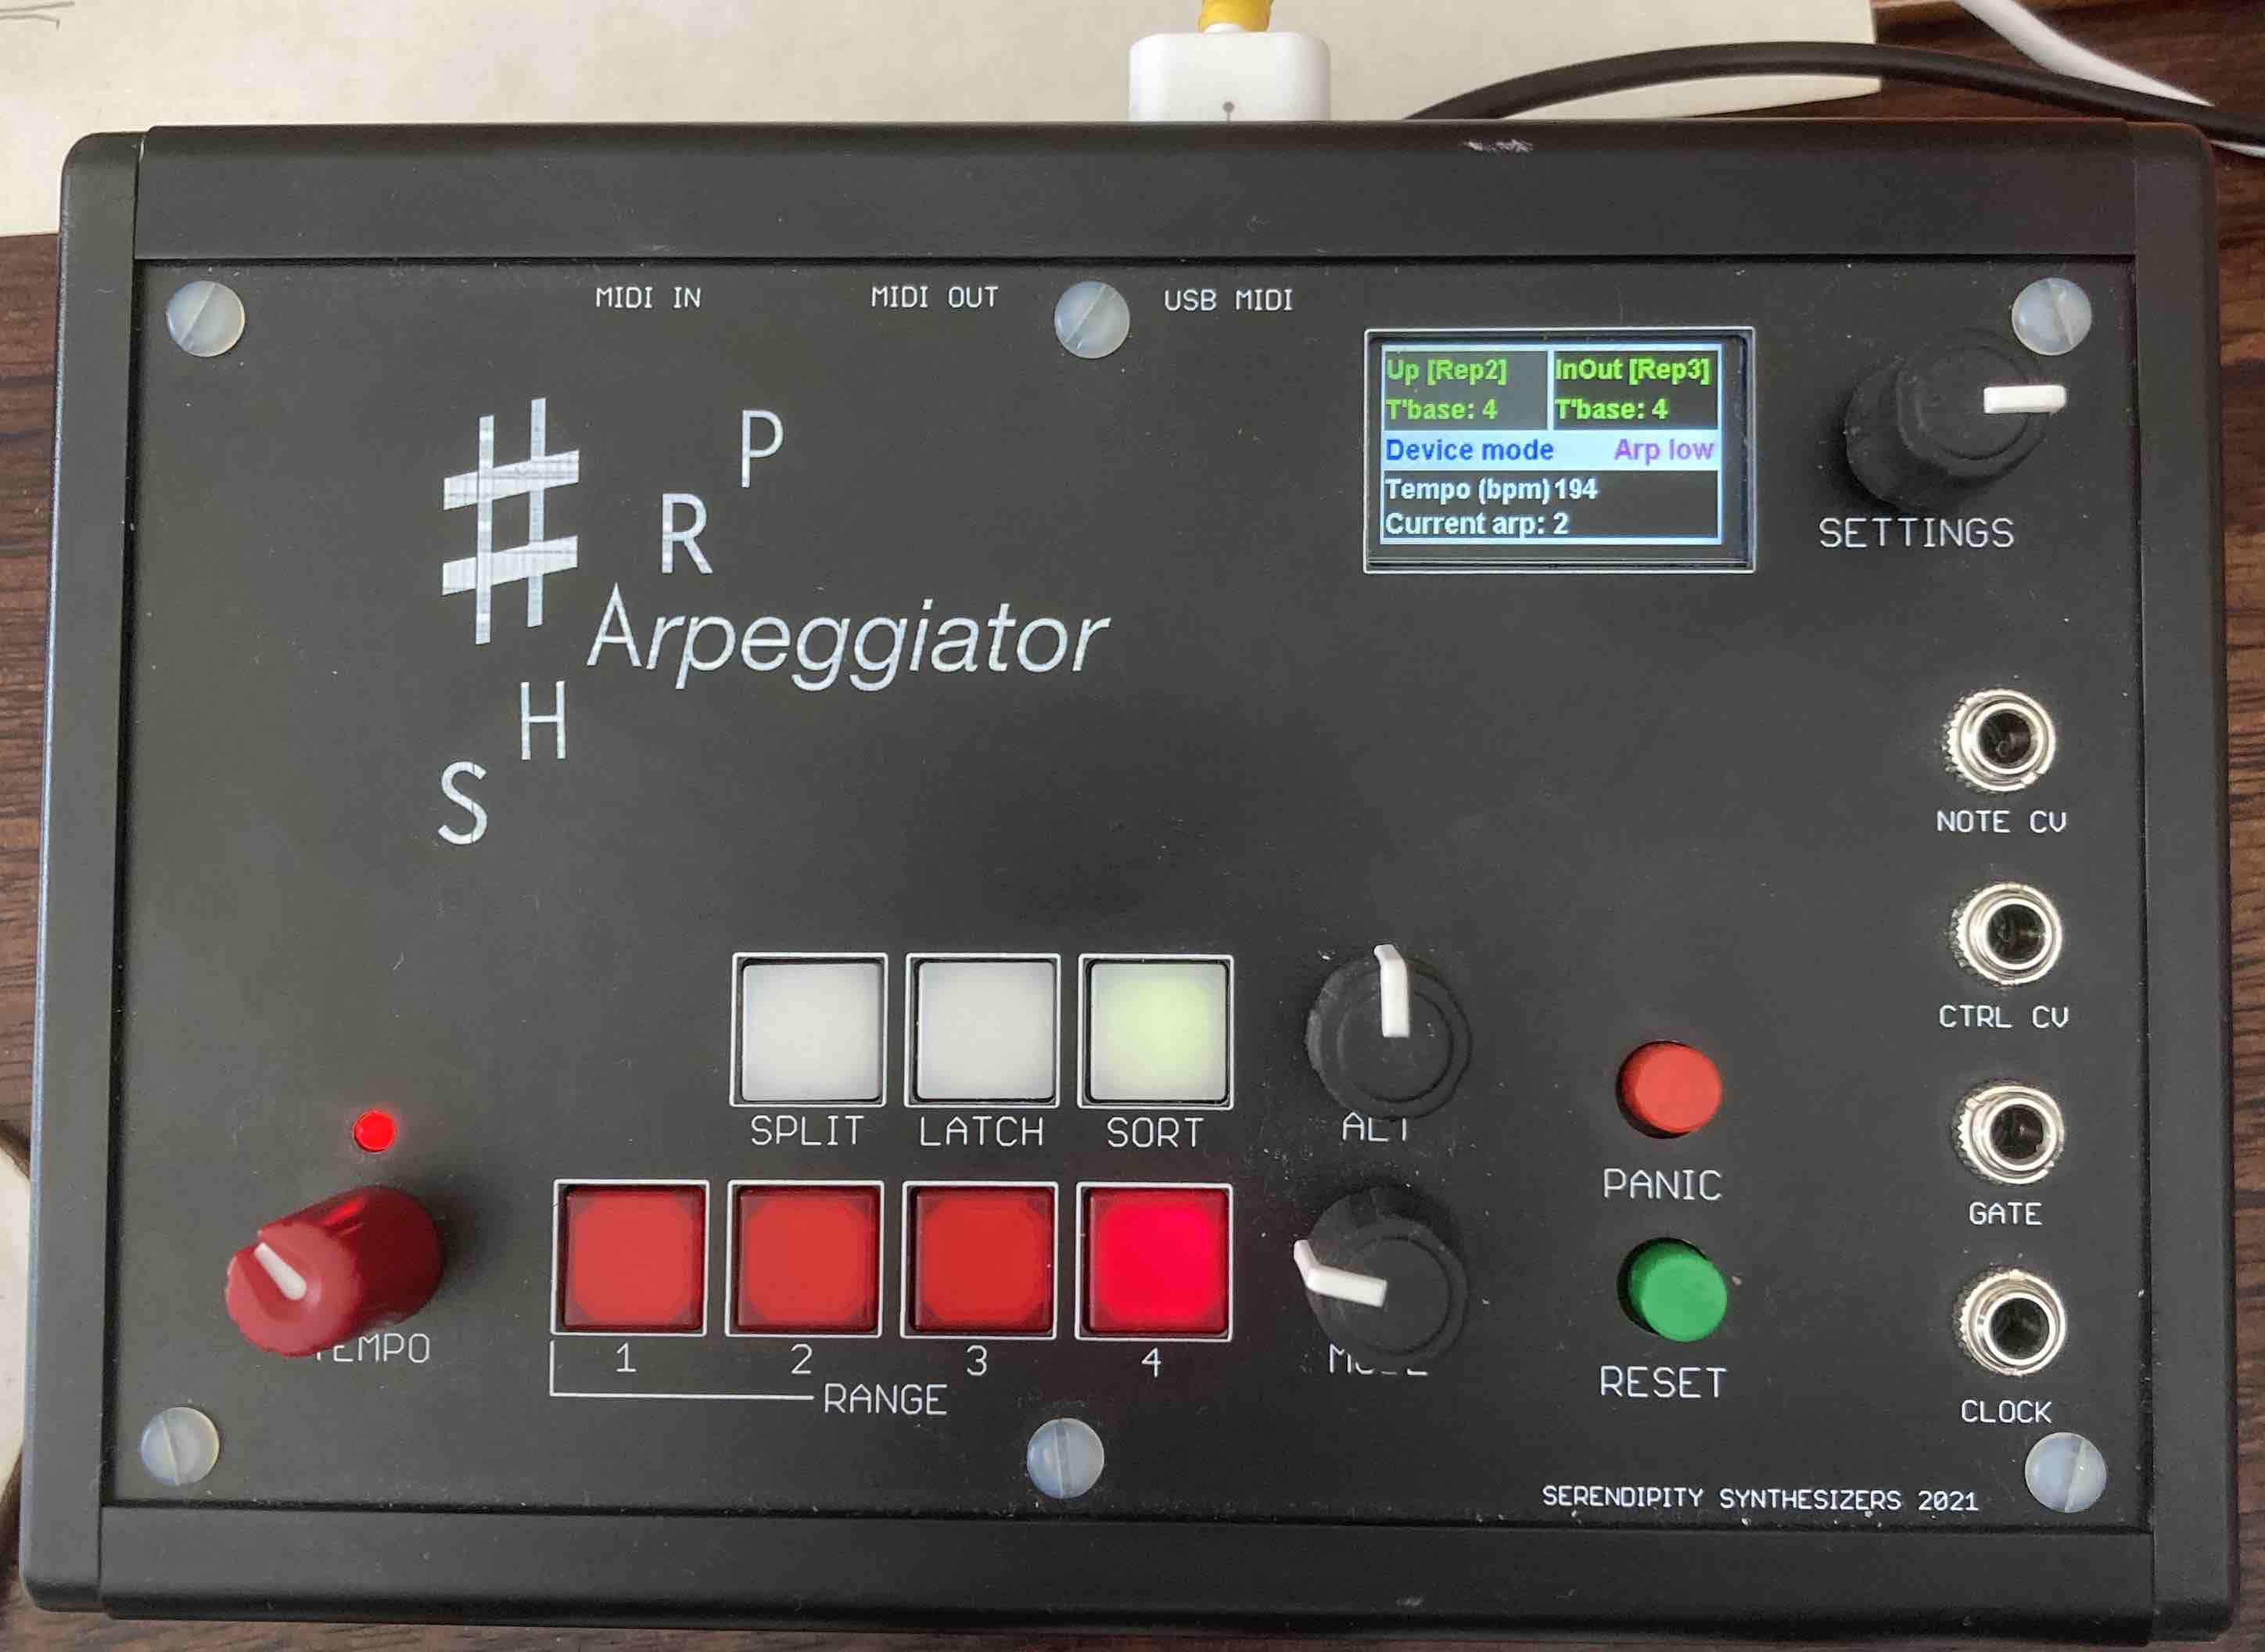 MIDI IN
MIDI OUT
USB MIDI
Up [Rep2]
InOut [Rep3]
T'base: 4
T'base: 4
Device mode Arp low
Tempo (bpm) 194
Current arp: 2
SETTINGS
P
R
Arpeggiator
H
S
NOTE CV
CTRL CV
SPLIT
LATCH
SORT
ALT
PANIC
GATE
TEMPO
1
2
3
4
RANGE
RESET
CLOCK
SERENDIPITY SYNTHESIZERS 2021